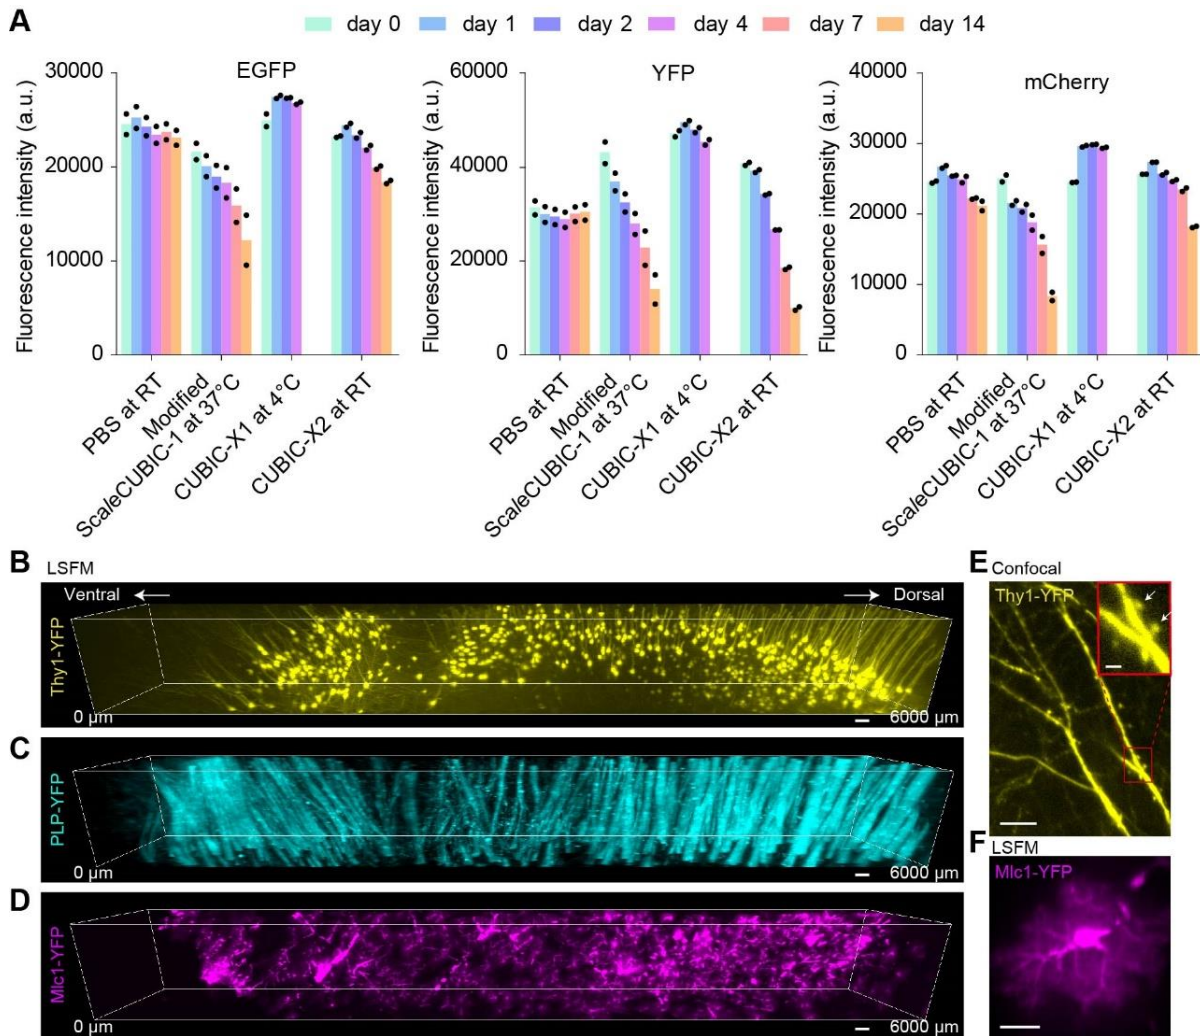 A
day 0 day 1 day 2 day 4 day 7 day 14
EGFP
Fluorescence intensity (a.u.)
30000
20000
10000
0
PBS at RT
Modified
ScaleCUBIC-1 at 37°C
CUBIC-X1 at 4°C
CUBIC-X2 at RT
YFP
Fluorescence intensity (a.u.)
60000
40000
20000
0
PBS at RT
Modified
ScaleCUBIC-1 at 37°C
CUBIC-X1 at 4°C
CUBIC-X2 at RT
mCherry
Fluorescence intensity (a.u.)
40000
30000
20000
10000
0
PBS at RT
Modified
ScaleCUBIC-1 at 37°C
CUBIC-X1 at 4°C
CUBIC-X2 at RT
B LSFM
Ventral Dorsal
Thy1-YFP
0 µm 6000 µm
C
PLP-YFP
0 µm 6000 µm
D
Mlc1-YFP
0 µm 6000 µm
E Confocal
Thy1-YFP
F LSFM
Mlc1-YFP